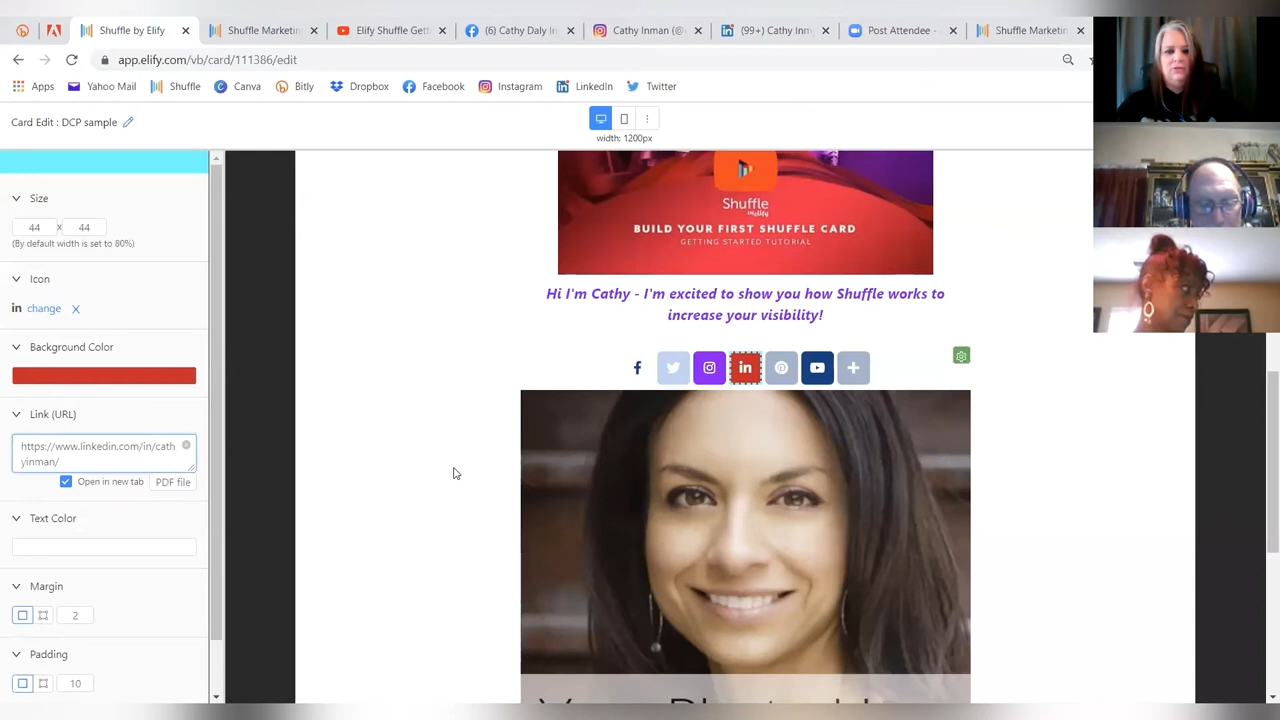 Shuffle by Elify
Shuffle Marketin
Elify Shuffle Gett
(6) Cathy Daly In
Cathy Inman (@
(99+) Cathy Inm
Post Attendee -
Shuffle Marketin
app.elify.com/vb/card/111386/edit
Apps
Yahoo Mail
Shuffle
Canva
Bitly
Dropbox
Facebook
Instagram
LinkedIn
Twitter
Card Edit : DCP sample
width: 1200px
Size
44 x 44
(By default width is set to 80%)
Icon
in change
Background Color
Link (URL)
https://www.linkedin.com/in/cath
yinman/
Open in new tab
PDF file
Text Color
Margin
2
Padding
10
Shuffle
by elify
BUILD YOUR FIRST SHUFFLE CARD
GETTING STARTED TUTORIAL
Hi I'm Cathy - I'm excited to show you how Shuffle works to
increase your visibility!
in